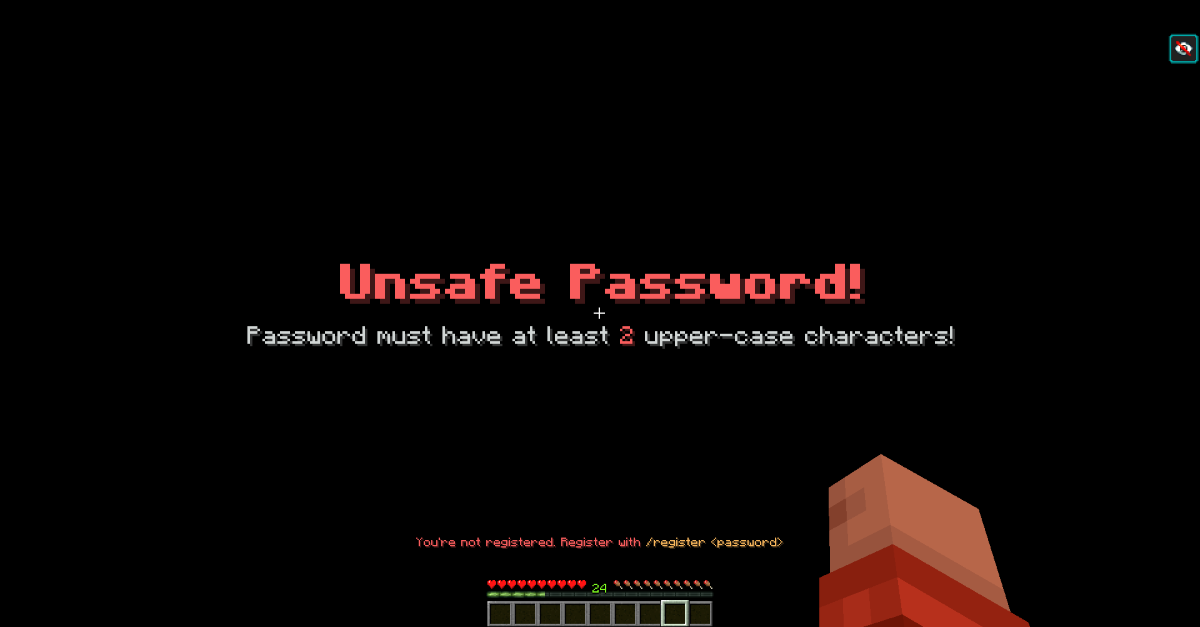 Unsafe Password!
Password must have at least 2 upper-case characters!
You're not registered. Register with /register <password>
24